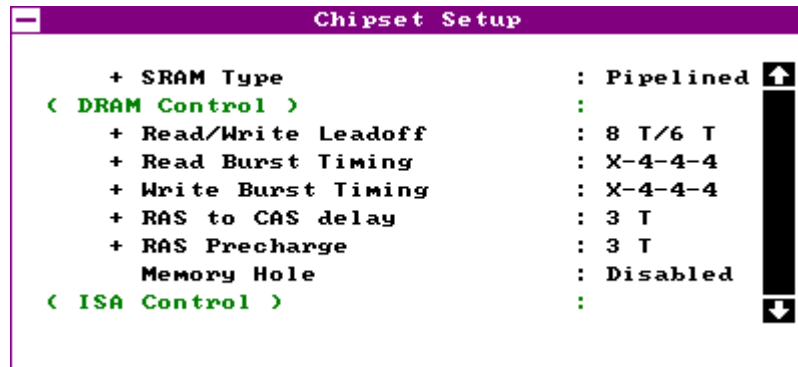 Chipset Setup
+ SRAM Type : Pipelined
( DRAM Control ) :
+ Read/Write Leadoff : 8 T/6 T
+ Read Burst Timing : X-4-4-4
+ Write Burst Timing : X-4-4-4
+ RAS to CAS delay : 3 T
+ RAS Precharge : 3 T
Memory Hole : Disabled
( ISA Control ) :